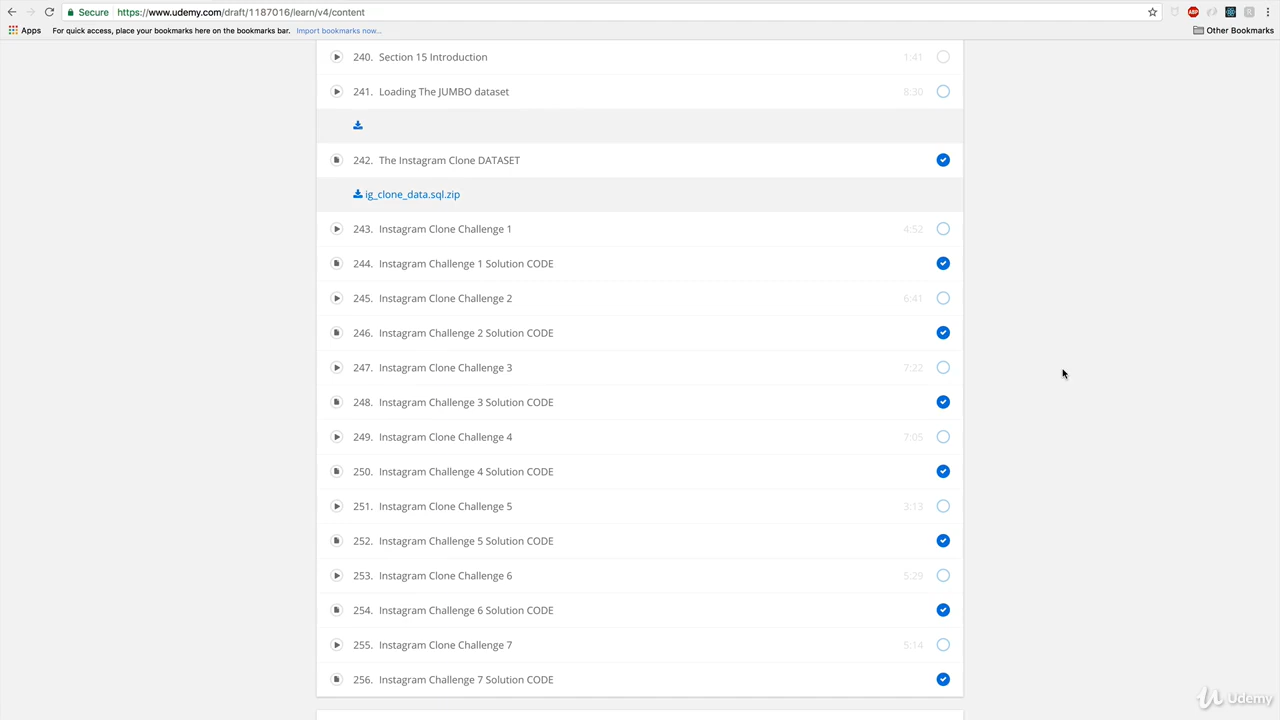 Secure https://www.udemy.com/draft/1187016/learn/v4/content
Apps For quick access, place your bookmarks here on the bookmarks bar. Import bookmarks now... Other Bookmarks
240. Section 15 Introduction 1:41
241. Loading The JUMBO dataset 8:30
242. The Instagram Clone DATASET
ig_clone_data.sql.zip
243. Instagram Clone Challenge 1 4:52
244. Instagram Challenge 1 Solution CODE
245. Instagram Clone Challenge 2 6:41
246. Instagram Challenge 2 Solution CODE
247. Instagram Clone Challenge 3 7:22
248. Instagram Challenge 3 Solution CODE
249. Instagram Clone Challenge 4 7:05
250. Instagram Challenge 4 Solution CODE
251. Instagram Clone Challenge 5 3:13
252. Instagram Challenge 5 Solution CODE
253. Instagram Clone Challenge 6 5:29
254. Instagram Challenge 6 Solution CODE
255. Instagram Clone Challenge 7 5:14
256. Instagram Challenge 7 Solution CODE
Udemy